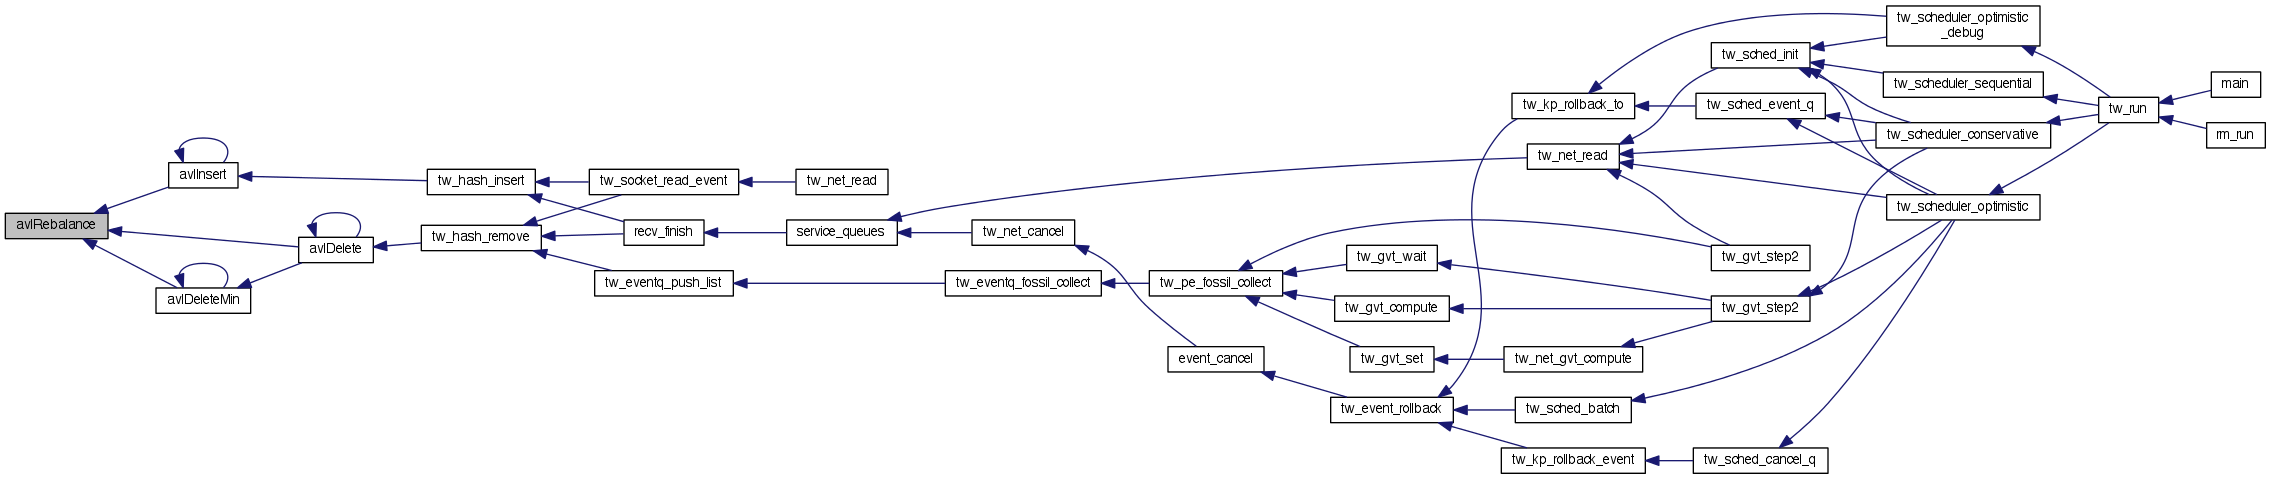 avlRebalance
avlInsert
avlDelete
avlDeleteMin
tw_hash_insert
tw_hash_remove
tw_socket_read_event
recv_finish
tw_eventq_push_list
tw_net_read
service_queues
tw_net_cancel
tw_eventq_fossil_collect
tw_pe_fossil_collect
event_cancel
tw_gvt_wait
tw_gvt_compute
tw_gvt_set
tw_event_rollback
tw_kp_rollback_to
tw_net_read
tw_net_gvt_compute
tw_sched_batch
tw_kp_rollback_event
tw_sched_init
tw_sched_event_q
tw_gvt_step2
tw_gvt_step2
tw_sched_cancel_q
tw_scheduler_optimistic
_debug
tw_scheduler_sequential
tw_scheduler_conservative
tw_scheduler_optimistic
tw_run
main
rm_run